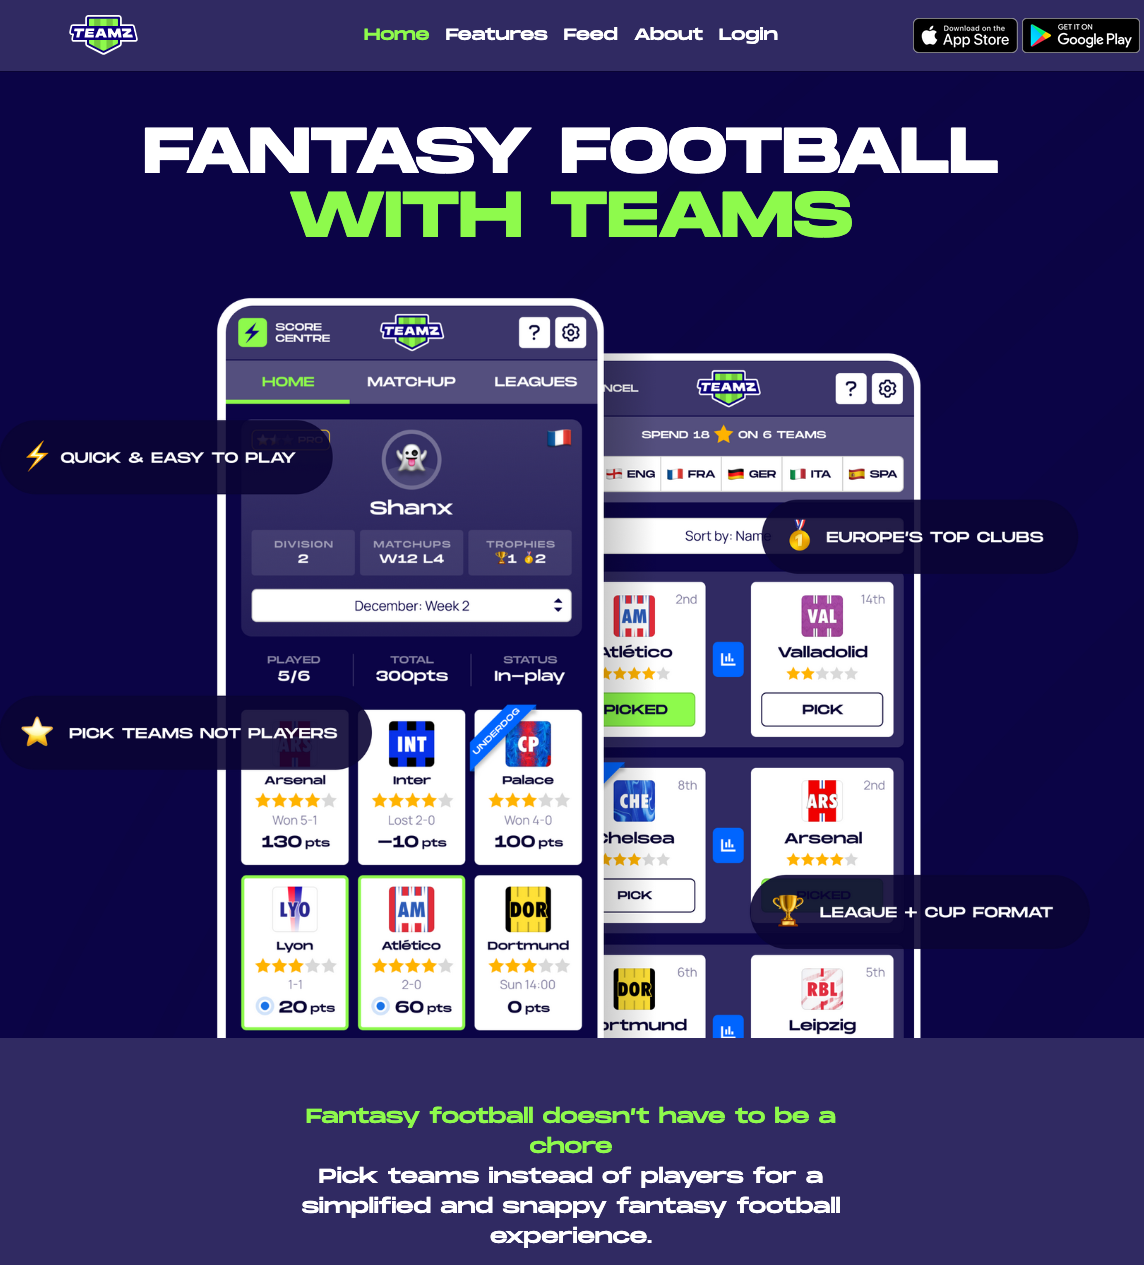 TEAMZ
Home Features Feed About Login
Download on the
App Store
GET IT ON
Google Play
FANTASY FOOTBALL
WITH TEAMS
SCORE
CENTRE
TEAMZ
?
HOME MATCHUP LEAGUES
PRO
Shanx
DIVISION MATCHUPS TROPHIES
2 W12 L4 1 2
December: Week 2
PLAYED TOTAL STATUS
5/6 300pts In-play
ARS INT UNDERDOG CP
Arsenal Inter Palace
Won 5-1 Lost 2-0 Won 4-0
130 pts -10 pts 100 pts
LYO AM DOR
Lyon Atlético Dortmund
1-1 2-0 Sun 14:00
20 pts 60 pts 0 pts
NCEL TEAMZ ?
SPEND 18 ON 6 TEAMS
ENG FRA GER ITA SPA
Sort by: Name
AM 2nd VAL 14th
Atlético Valladolid
PICKED PICK
CHE 8th ARS 2nd
Chelsea Arsenal
PICK PICKED
DOR 6th RBL 5th
ortmund Leipzig
QUICK & EASY TO PLAY
EUROPE'S TOP CLUBS
PICK TEAMS NOT PLAYERS
LEAGUE + CUP FORMAT
Fantasy football doesn't have to be a
chore
Pick teams instead of players for a
simplified and snappy fantasy football
experience.